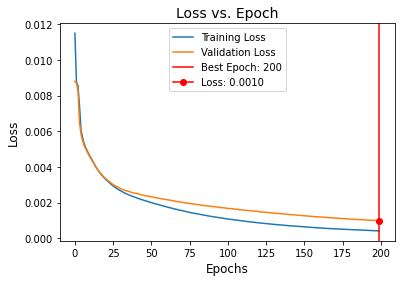 Loss vs. Epoch
0.012
0.010
0.008
0.006
0.004
0.002
0.000
Loss
Training Loss
Validation Loss
Best Epoch: 200
Loss: 0.0010
0
25
50
75
100
125
150
175
200
Epochs